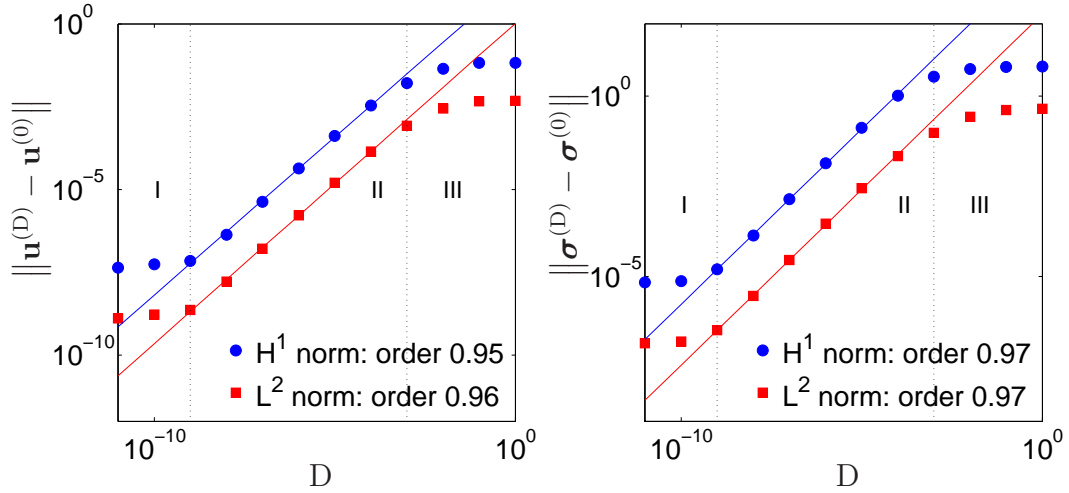 10^0
10^−5
10^−10
‖u^(D) − u^(0)‖
I
II
III
H^1 norm: order 0.95
L^2 norm: order 0.96
10^−10
10^0
D
10^0
10^−5
‖σ^(D) − σ^(0)‖
I
II
III
H^1 norm: order 0.97
L^2 norm: order 0.97
10^−10
10^0
D